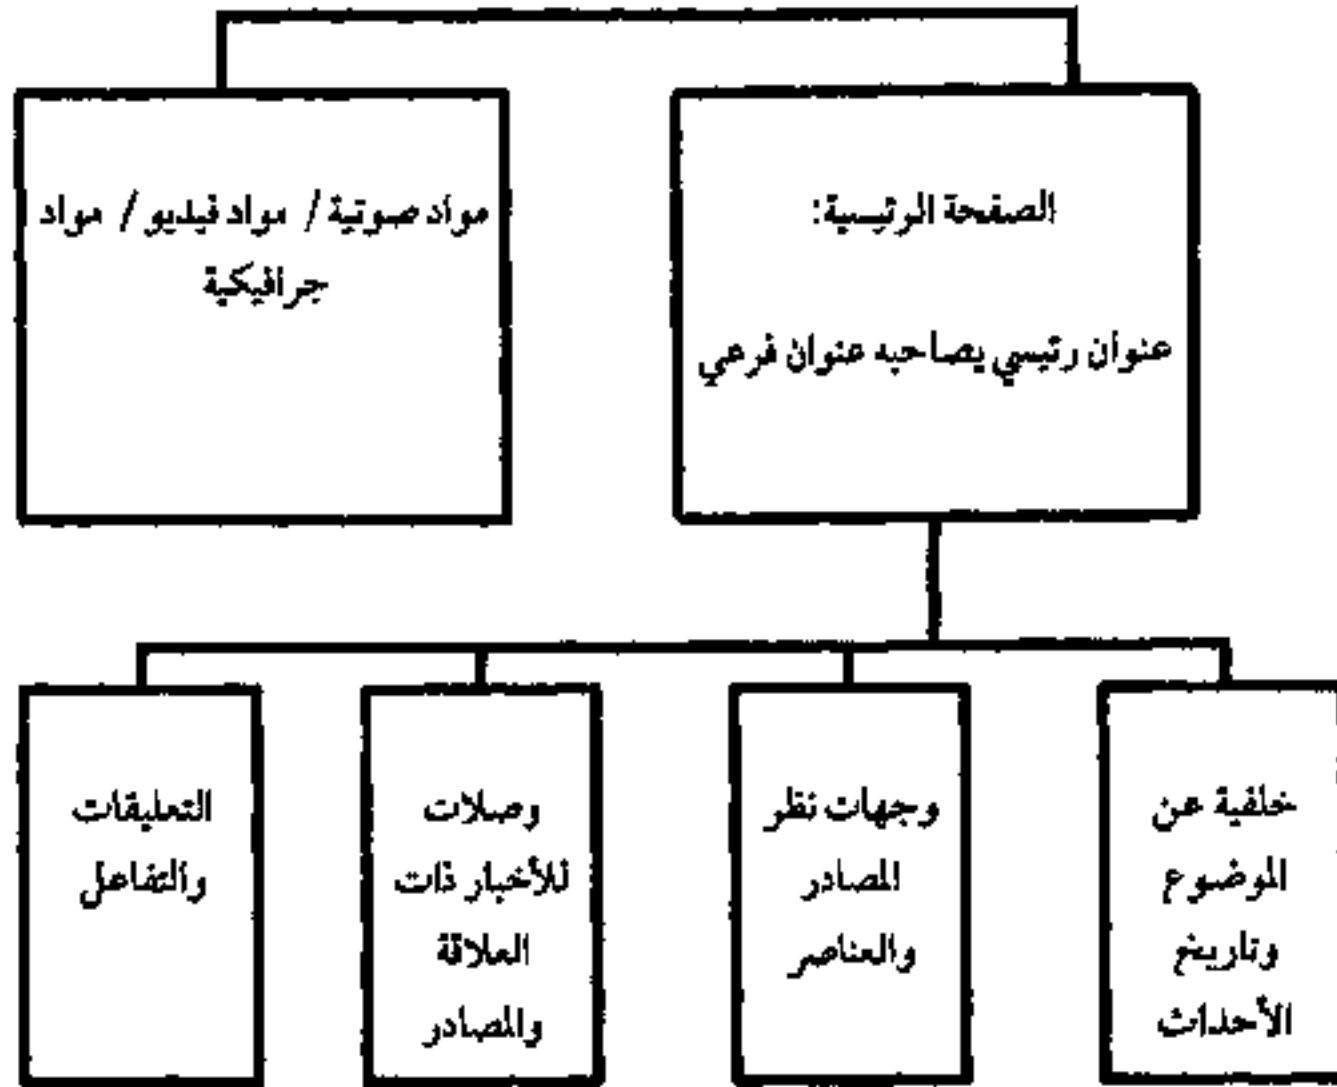 الصفحة الرئيسية:
عنوان رئيسي يصاحبه عنوان فرعي
مواد صوتية / مواد فيديو / مواد
جرافيكية
خلفية عن
الموضوع
وتاريخ
الأحداث
وجهات نظر
المصادر
والعناصر
وصلات
للأخبار ذات
العلاقة
والمصادر
التعليقات
والتفاعل